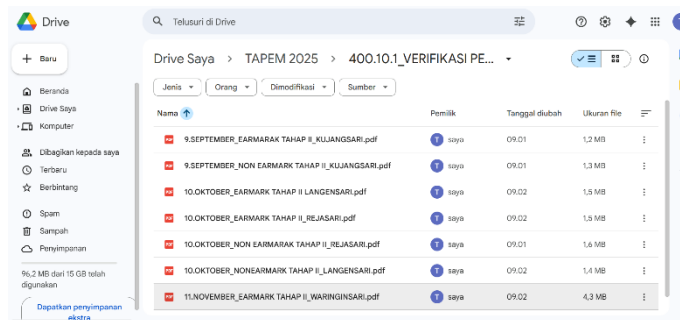 Drive
Telusuri di Drive
Baru
Beranda
Drive Saya
Komputer
Dibagikan kepada saya
Terbaru
Berbintang
Spam
Sampah
Penyimpanan
96,2 MB dari 15 GB telah
digunakan
Dapatkan penyimpanan
ekstra
Drive Saya > TAPEM 2025 > 400.10.1_VERIFIKASI PE...
Jenis Orang Dimodifikasi Sumber
Nama Pemilik Tanggal diubah Ukuran file
9.SEPTEMBER_EARMARAK TAHAP II_KUJANGSARI.pdf T saya 09.01 1,2 MB
9.SEPTEMBER_NON EARMARK TAHAP II_KUJANGSARI.pdf T saya 09.01 1,3 MB
10.OKTOBER_EARMARK TAHAP II LANGENSARI.pdf T saya 09.02 1,5 MB
10.OKTOBER_EARMARK TAHAP II_REJASARI.pdf T saya 09.02 1,5 MB
10.OKTOBER_NON EARMARAK TAHAP II_REJASARI.pdf T saya 09.01 1,6 MB
10.OKTOBER_NONEARMARK TAHAP II_LANGENSARI.pdf T saya 09.02 1,4 MB
11.NOVEMBER_EARMARK TAHAP II_WARINGINSARI.pdf T saya 09.02 4,3 MB